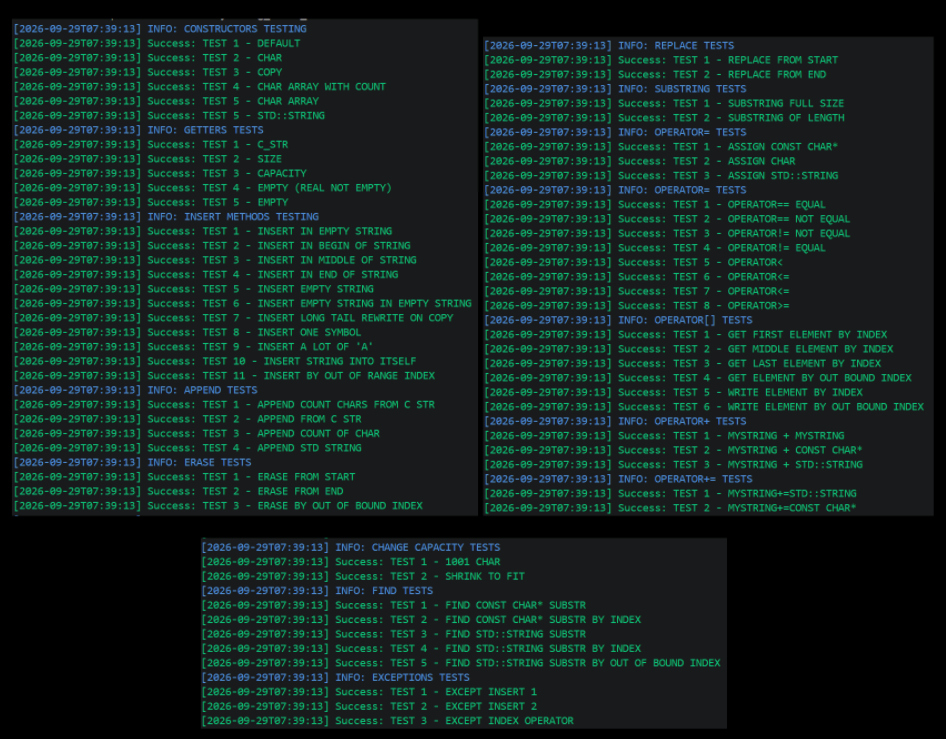 [2026-09-29T07:39:13] INFO: CONSTRUCTORS TESTING
[2026-09-29T07:39:13] Success: TEST 1 - DEFAULT
[2026-09-29T07:39:13] Success: TEST 2 - CHAR
[2026-09-29T07:39:13] Success: TEST 3 - COPY
[2026-09-29T07:39:13] Success: TEST 4 - CHAR ARRAY WITH COUNT
[2026-09-29T07:39:13] Success: TEST 5 - CHAR ARRAY
[2026-09-29T07:39:13] Success: TEST 5 - STD::STRING
[2026-09-29T07:39:13] INFO: GETTERS TESTS
[2026-09-29T07:39:13] Success: TEST 1 - C_STR
[2026-09-29T07:39:13] Success: TEST 2 - SIZE
[2026-09-29T07:39:13] Success: TEST 3 - CAPACITY
[2026-09-29T07:39:13] Success: TEST 4 - EMPTY (REAL NOT EMPTY)
[2026-09-29T07:39:13] Success: TEST 5 - EMPTY
[2026-09-29T07:39:13] INFO: INSERT METHODS TESTING
[2026-09-29T07:39:13] Success: TEST 1 - INSERT IN EMPTY STRING
[2026-09-29T07:39:13] Success: TEST 2 - INSERT IN BEGIN OF STRING
[2026-09-29T07:39:13] Success: TEST 3 - INSERT IN MIDDLE OF STRING
[2026-09-29T07:39:13] Success: TEST 4 - INSERT IN END OF STRING
[2026-09-29T07:39:13] Success: TEST 5 - INSERT EMPTY STRING
[2026-09-29T07:39:13] Success: TEST 6 - INSERT EMPTY STRING IN EMPTY STRING
[2026-09-29T07:39:13] Success: TEST 7 - INSERT LONG TAIL REWRITE ON COPY
[2026-09-29T07:39:13] Success: TEST 8 - INSERT ONE SYMBOL
[2026-09-29T07:39:13] Success: TEST 9 - INSERT A LOT OF 'A'
[2026-09-29T07:39:13] Success: TEST 10 - INSERT STRING INTO ITSELF
[2026-09-29T07:39:13] Success: TEST 11 - INSERT BY OUT OF RANGE INDEX
[2026-09-29T07:39:13] INFO: APPEND TESTS
[2026-09-29T07:39:13] Success: TEST 1 - APPEND COUNT CHARS FROM C STR
[2026-09-29T07:39:13] Success: TEST 2 - APPEND FROM C STR
[2026-09-29T07:39:13] Success: TEST 3 - APPEND COUNT OF CHAR
[2026-09-29T07:39:13] Success: TEST 4 - APPEND STD STRING
[2026-09-29T07:39:13] INFO: ERASE TESTS
[2026-09-29T07:39:13] Success: TEST 1 - ERASE FROM START
[2026-09-29T07:39:13] Success: TEST 2 - ERASE FROM END
[2026-09-29T07:39:13] Success: TEST 3 - ERASE BY OUT OF BOUND INDEX
[2026-09-29T07:39:13] INFO: REPLACE TESTS
[2026-09-29T07:39:13] Success: TEST 1 - REPLACE FROM START
[2026-09-29T07:39:13] Success: TEST 2 - REPLACE FROM END
[2026-09-29T07:39:13] INFO: SUBSTRING TESTS
[2026-09-29T07:39:13] Success: TEST 1 - SUBSTRING FULL SIZE
[2026-09-29T07:39:13] Success: TEST 2 - SUBSTRING OF LENGTH
[2026-09-29T07:39:13] INFO: OPERATOR= TESTS
[2026-09-29T07:39:13] Success: TEST 1 - ASSIGN CONST CHAR*
[2026-09-29T07:39:13] Success: TEST 2 - ASSIGN CHAR
[2026-09-29T07:39:13] Success: TEST 3 - ASSIGN STD::STRING
[2026-09-29T07:39:13] INFO: OPERATOR= TESTS
[2026-09-29T07:39:13] Success: TEST 1 - OPERATOR== EQUAL
[2026-09-29T07:39:13] Success: TEST 2 - OPERATOR== NOT EQUAL
[2026-09-29T07:39:13] Success: TEST 3 - OPERATOR!= NOT EQUAL
[2026-09-29T07:39:13] Success: TEST 4 - OPERATOR!= EQUAL
[2026-09-29T07:39:13] Success: TEST 5 - OPERATOR<
[2026-09-29T07:39:13] Success: TEST 6 - OPERATOR<=
[2026-09-29T07:39:13] Success: TEST 7 - OPERATOR<=
[2026-09-29T07:39:13] Success: TEST 8 - OPERATOR>=
[2026-09-29T07:39:13] INFO: OPERATOR[] TESTS
[2026-09-29T07:39:13] Success: TEST 1 - GET FIRST ELEMENT BY INDEX
[2026-09-29T07:39:13] Success: TEST 2 - GET MIDDLE ELEMENT BY INDEX
[2026-09-29T07:39:13] Success: TEST 3 - GET LAST ELEMENT BY INDEX
[2026-09-29T07:39:13] Success: TEST 4 - GET ELEMENT BY OUT BOUND INDEX
[2026-09-29T07:39:13] Success: TEST 5 - WRITE ELEMENT BY INDEX
[2026-09-29T07:39:13] Success: TEST 6 - WRITE ELEMENT BY OUT BOUND INDEX
[2026-09-29T07:39:13] INFO: OPERATOR+ TESTS
[2026-09-29T07:39:13] Success: TEST 1 - MYSTRING + MYSTRING
[2026-09-29T07:39:13] Success: TEST 2 - MYSTRING + CONST CHAR*
[2026-09-29T07:39:13] Success: TEST 3 - MYSTRING + STD::STRING
[2026-09-29T07:39:13] INFO: OPERATOR+= TESTS
[2026-09-29T07:39:13] Success: TEST 1 - MYSTRING+=STD::STRING
[2026-09-29T07:39:13] Success: TEST 2 - MYSTRING+=CONST CHAR*
[2026-09-29T07:39:13] INFO: CHANGE CAPACITY TESTS
[2026-09-29T07:39:13] Success: TEST 1 - 1001 CHAR
[2026-09-29T07:39:13] Success: TEST 2 - SHRINK TO FIT
[2026-09-29T07:39:13] INFO: FIND TESTS
[2026-09-29T07:39:13] Success: TEST 1 - FIND CONST CHAR* SUBSTR
[2026-09-29T07:39:13] Success: TEST 2 - FIND CONST CHAR* SUBSTR BY INDEX
[2026-09-29T07:39:13] Success: TEST 3 - FIND STD::STRING SUBSTR
[2026-09-29T07:39:13] Success: TEST 4 - FIND STD::STRING SUBSTR BY INDEX
[2026-09-29T07:39:13] Success: TEST 5 - FIND STD::STRING SUBSTR BY OUT OF BOUND INDEX
[2026-09-29T07:39:13] INFO: EXCEPTIONS TESTS
[2026-09-29T07:39:13] Success: TEST 1 - EXCEPT INSERT 1
[2026-09-29T07:39:13] Success: TEST 2 - EXCEPT INSERT 2
[2026-09-29T07:39:13] Success: TEST 3 - EXCEPT INDEX OPERATOR